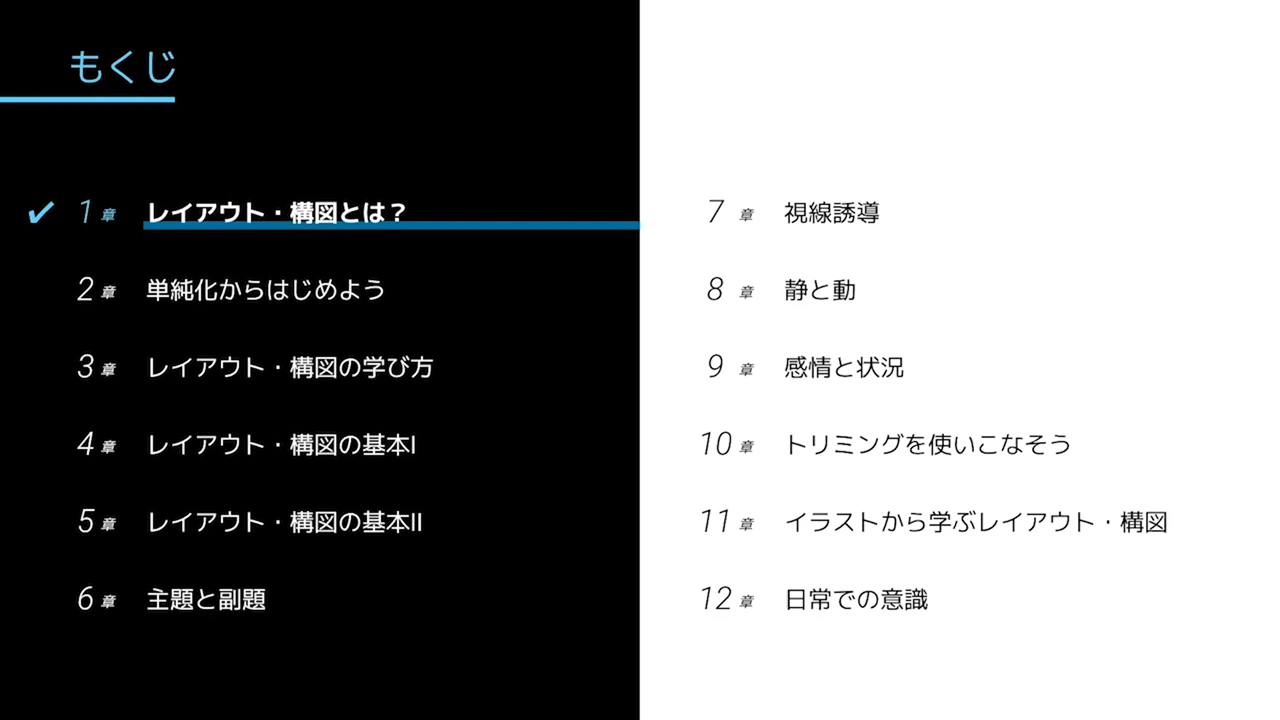 もくじ
✓ 1章 レイアウト・構図とは？
2章 単純化からはじめよう
3章 レイアウト・構図の学び方
4章 レイアウト・構図の基本I
5章 レイアウト・構図の基本II
6章 主題と副題
7章 視線誘導
8章 静と動
9章 感情と状況
10章 トリミングを使いこなそう
11章 イラストから学ぶレイアウト・構図
12章 日常での意識